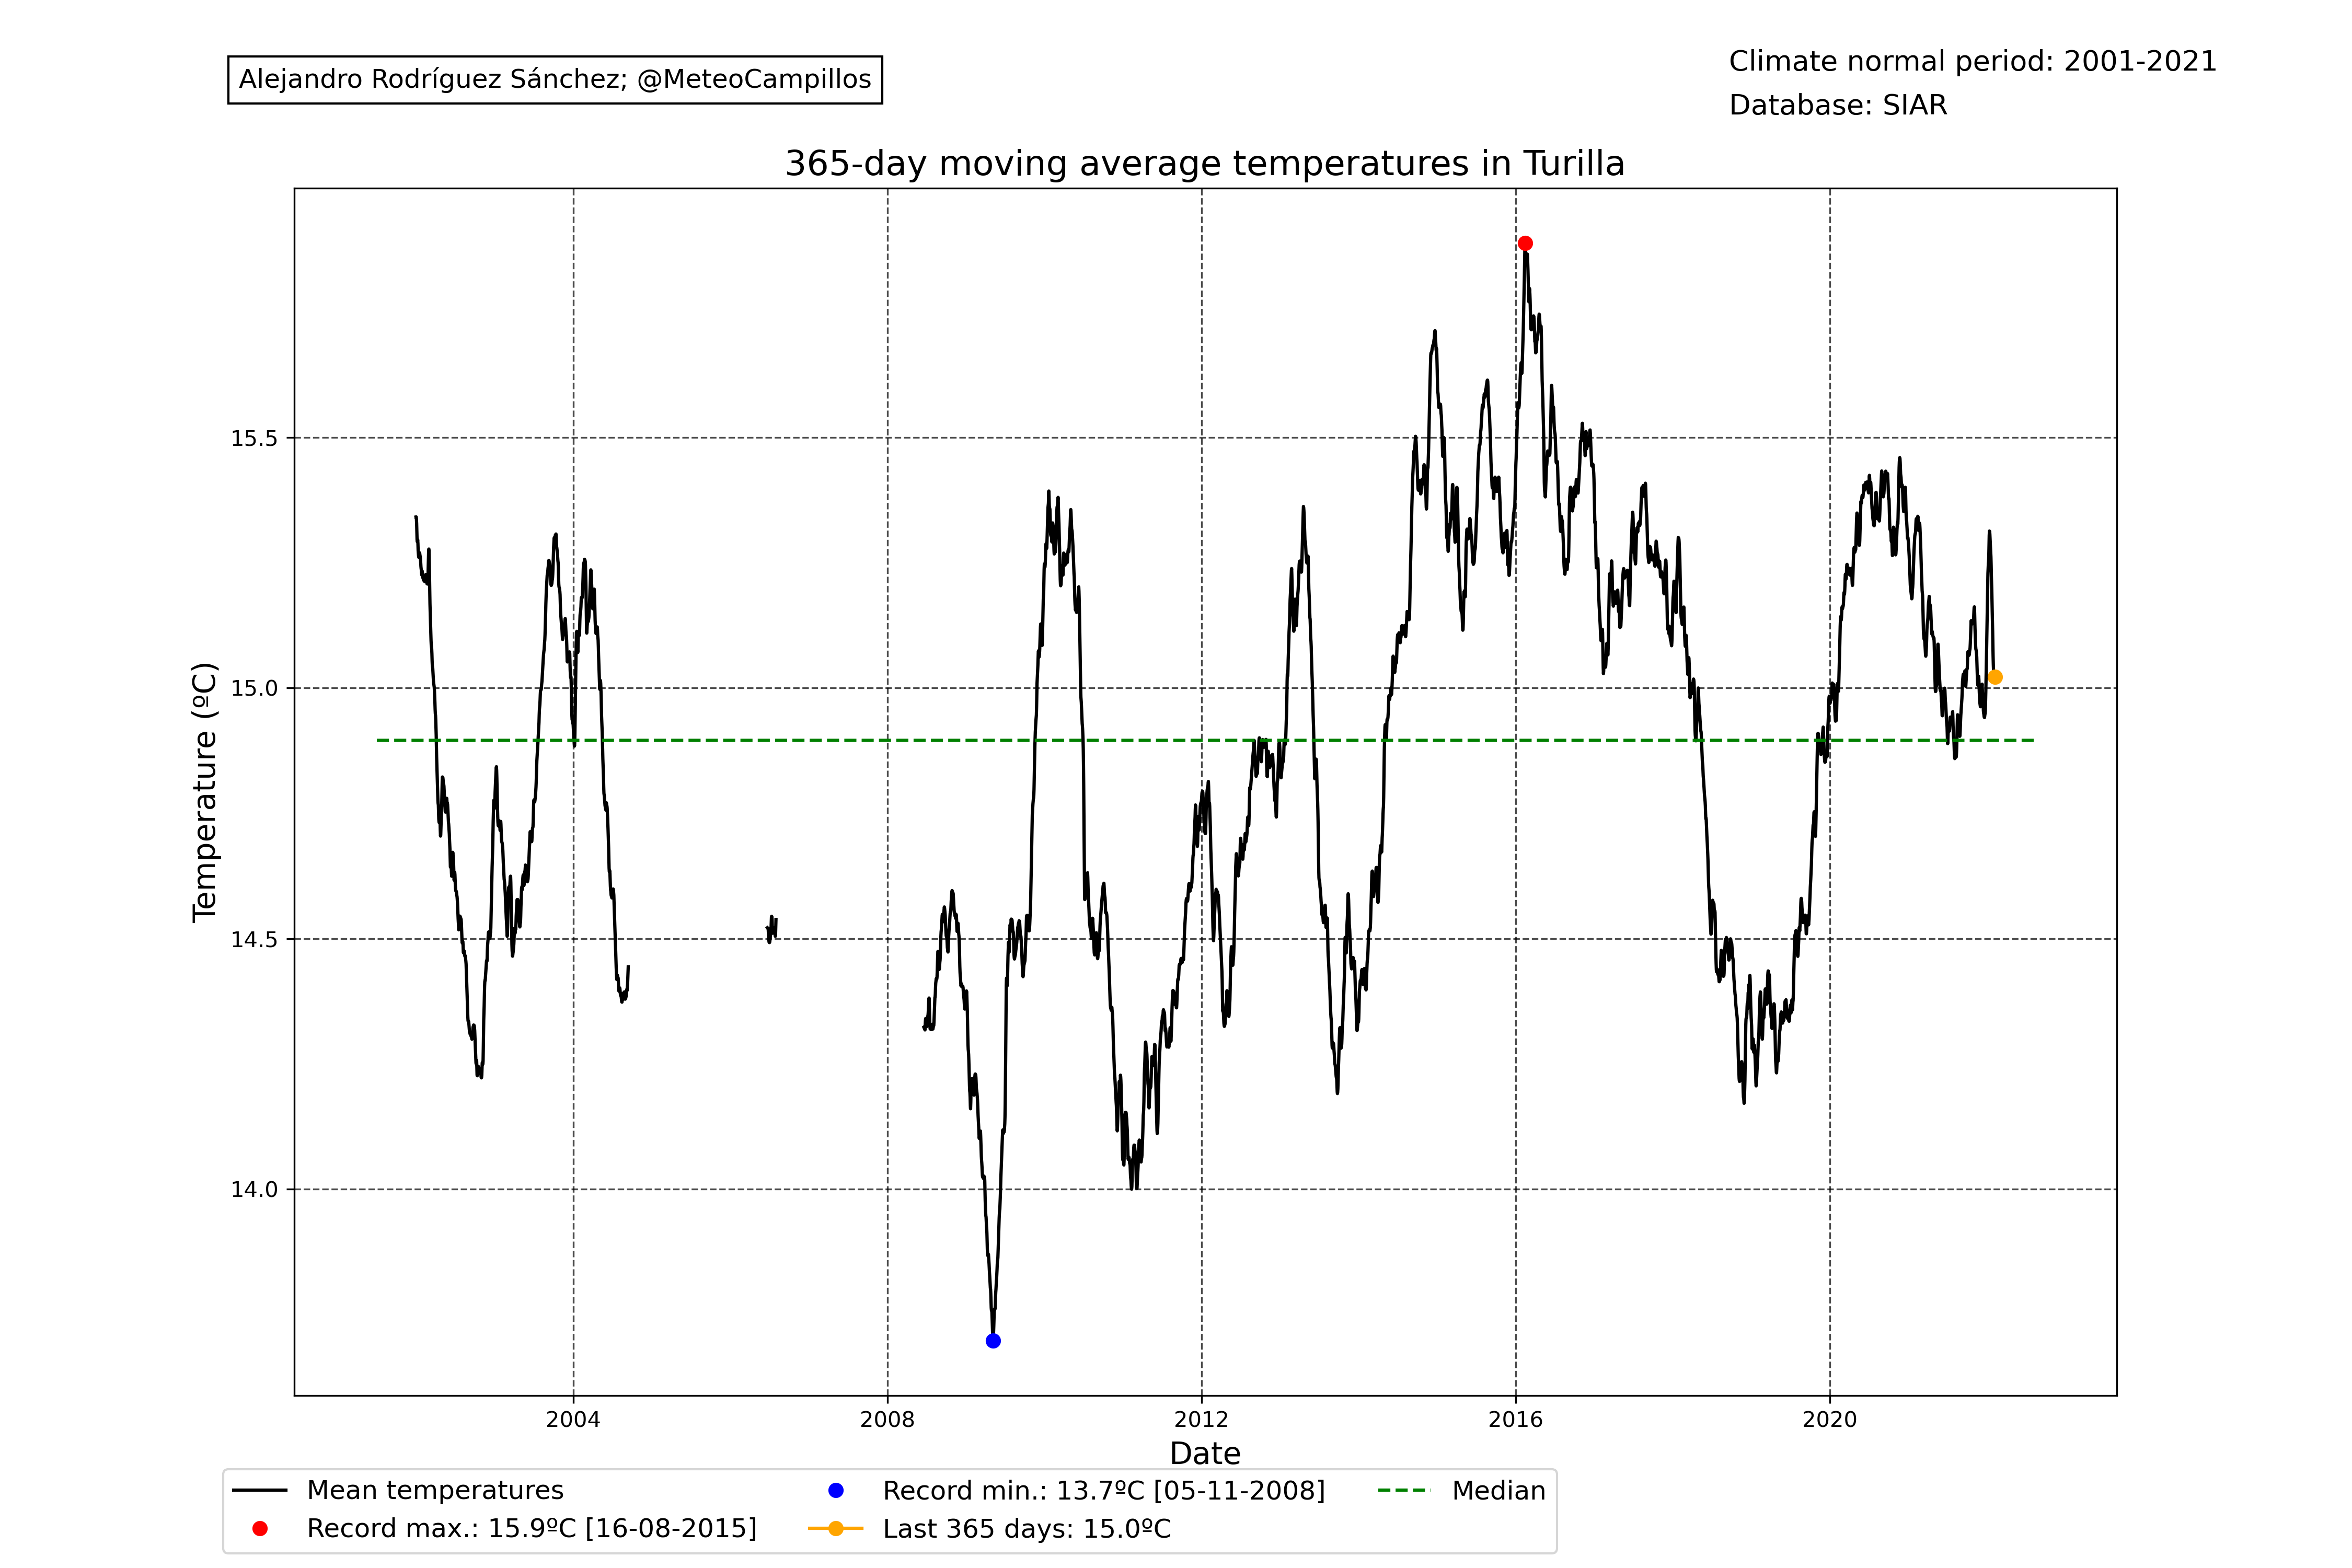 Alejandro Rodríguez Sánchez; @MeteoCampillos
Climate normal period: 2001-2021
Database: SIAR
365-day moving average temperatures in Turilla
Temperature (ºC)
15.5
15.0
14.5
14.0
2004
2008
2012
2016
2020
Date
Mean temperatures
Record max.: 15.9ºC [16-08-2015]
Record min.: 13.7ºC [05-11-2008]
Last 365 days: 15.0ºC
Median